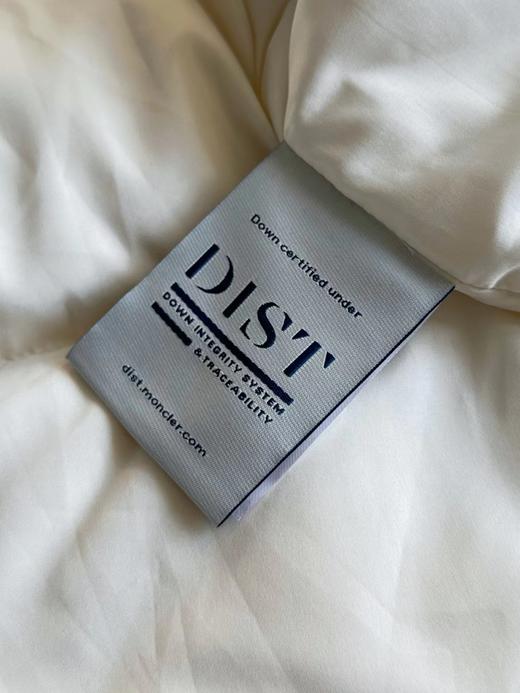 Down certified under
DIST
DOWN INTEGRITY SYSTEM
& TRACEABILITY
dist.moncler.com